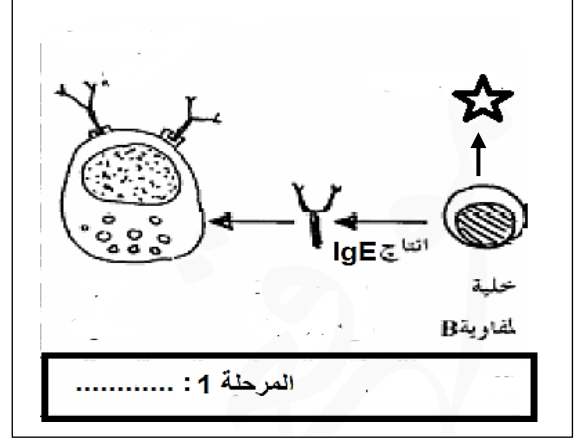 انتاج IgE
خلية
لمفاوية B
المرحلة 1 : ............